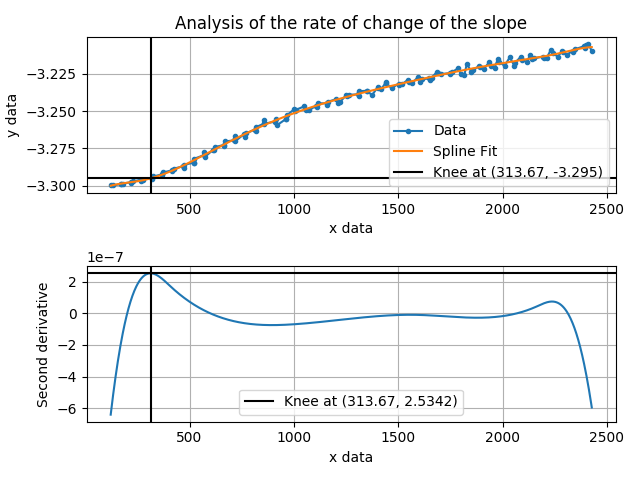 Analysis of the rate of change of the slope
y data
−3.225
−3.250
−3.275
−3.300
Data
Spline Fit
Knee at (313.67, -3.295)
500 1000 1500 2000 2500
x data
1e−7
Second derivative
2
0
−2
−4
−6
Knee at (313.67, 2.5342)
500 1000 1500 2000 2500
x data